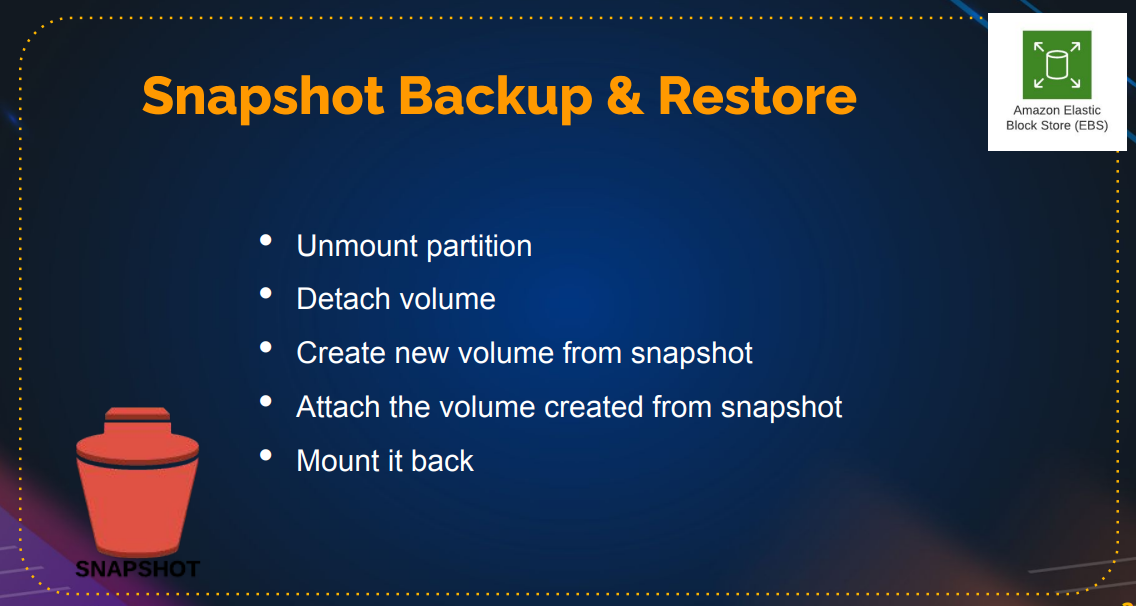 Snapshot Backup & Restore
Amazon Elastic
Block Store (EBS)
• Unmount partition
• Detach volume
• Create new volume from snapshot
• Attach the volume created from snapshot
• Mount it back
SNAPSHOT